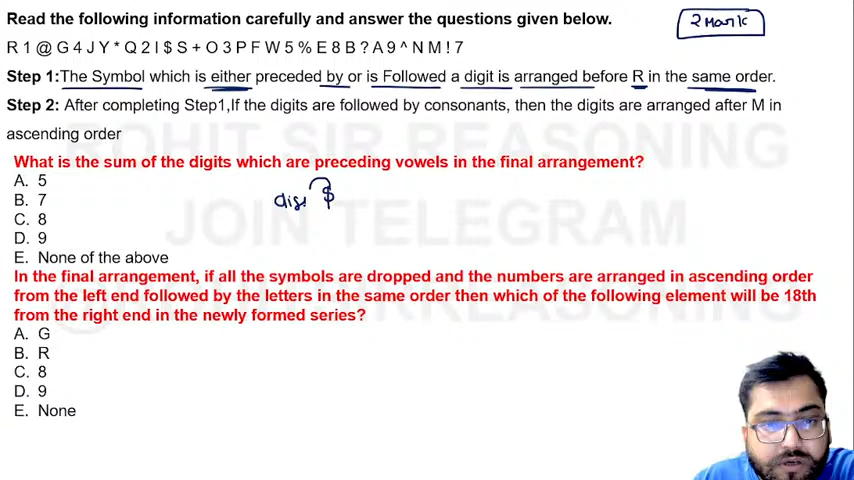 Read the following information carefully and answer the questions given below.
2 Mark
R 1 @ G 4 J Y * Q 2 I $ S + O 3 P F W 5 % E 8 B ? A 9 ^ N M ! 7
Step 1:The Symbol which is either preceded by or is Followed a digit is arranged before R in the same order.
Step 2: After completing Step1,If the digits are followed by consonants, then the digits are arranged after M in
ascending order
ROHIT SIR REASONING
What is the sum of the digits which are preceding vowels in the final arrangement?
A. 5
B. 7
digi $
C. 8
JOIN TELEGRAM
D. 9
E. None of the above
In the final arrangement, if all the symbols are dropped and the numbers are arranged in ascending order
from the left end followed by the letters in the same order then which of the following element will be 18th
from the right end in the newly formed series?
A. G
B. R
C. 8
D. 9
E. None